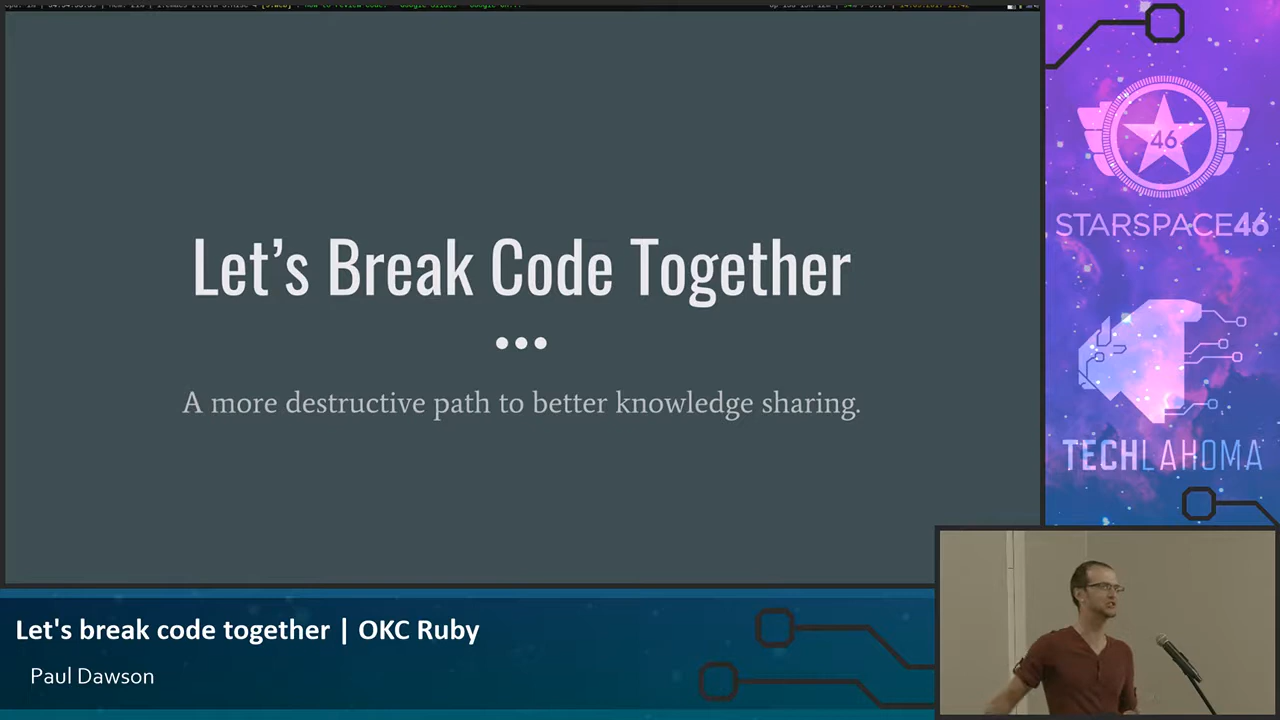 Let’s Break Code Together
A more destructive path to better knowledge sharing.
46
STARSPACE46
TECHLAHOMA
Let's break code together | OKC Ruby
Paul Dawson